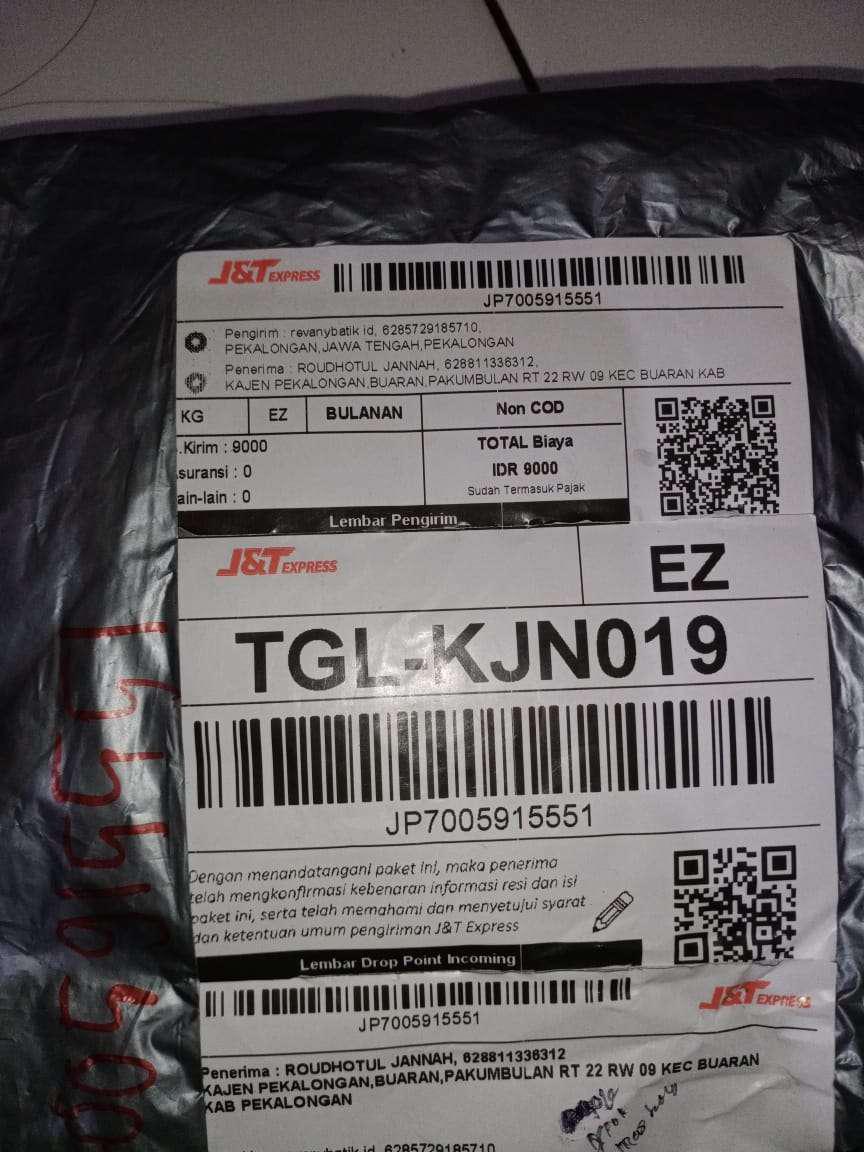 J&T EXPRESS
JP7005915551
Pengirim : revanybatik id, 6285729185710,
PEKALONGAN,JAWA TENGAH,PEKALONGAN
Penerima : ROUDHOTUL JANNAH, 628811336312,
KAJEN PEKALONGAN,BUARAN,PAKUMBULAN RT 22 RW 09 KEC BUARAN KAB
KG EZ BULANAN Non COD
.Kirim : 9000
suransi : 0
ain-lain : 0
TOTAL Biaya
IDR 9000
Sudah Termasuk Pajak
Lembar Pengirim
J&T EXPRESS
EZ
TGL-KJN019
JP7005915551
Dengan menandatangani paket ini, maka penerima
telah mengkonfirmasi kebenaran informasi resi dan isi
paket ini, serta telah memahami dan menyetujui syarat
dan ketentuan umum pengiriman J&T Express
Lembar Drop Point Incoming
J&T EXPRESS
JP7005915551
Penerima : ROUDHOTUL JANNAH, 628811336312
KAJEN PEKALONGAN,BUARAN,PAKUMBULAN RT 22 RW 09 KEC BUARAN
KAB PEKALONGAN
revanybatik id, 6285729185710
005915551